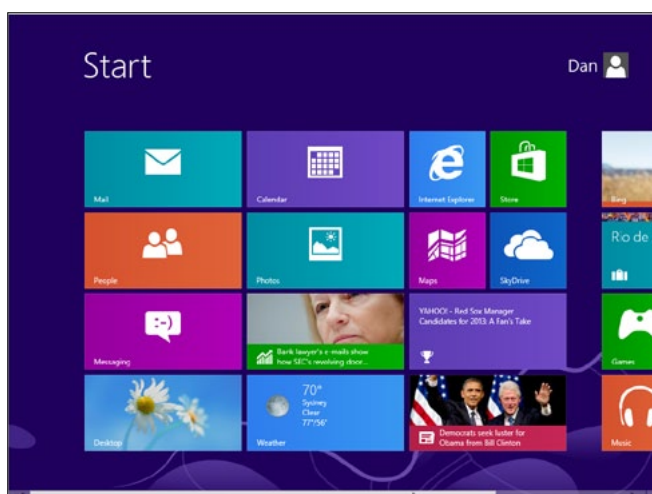 Start
Dan
Mail
Calendar
Internet Explorer
Store
Bing
People
Photos
Maps
SkyDrive
Rio de
Messaging
Bank lawyer's e-mails show
how SEC's revolving door...
YAHOO! - Red Sox Manager
Candidates for 2013: A Fan's Take
Games
Desktop
70°
Sydney
Clear
77°/56°
Weather
Democrats seek luster for
Obama from Bill Clinton
Music